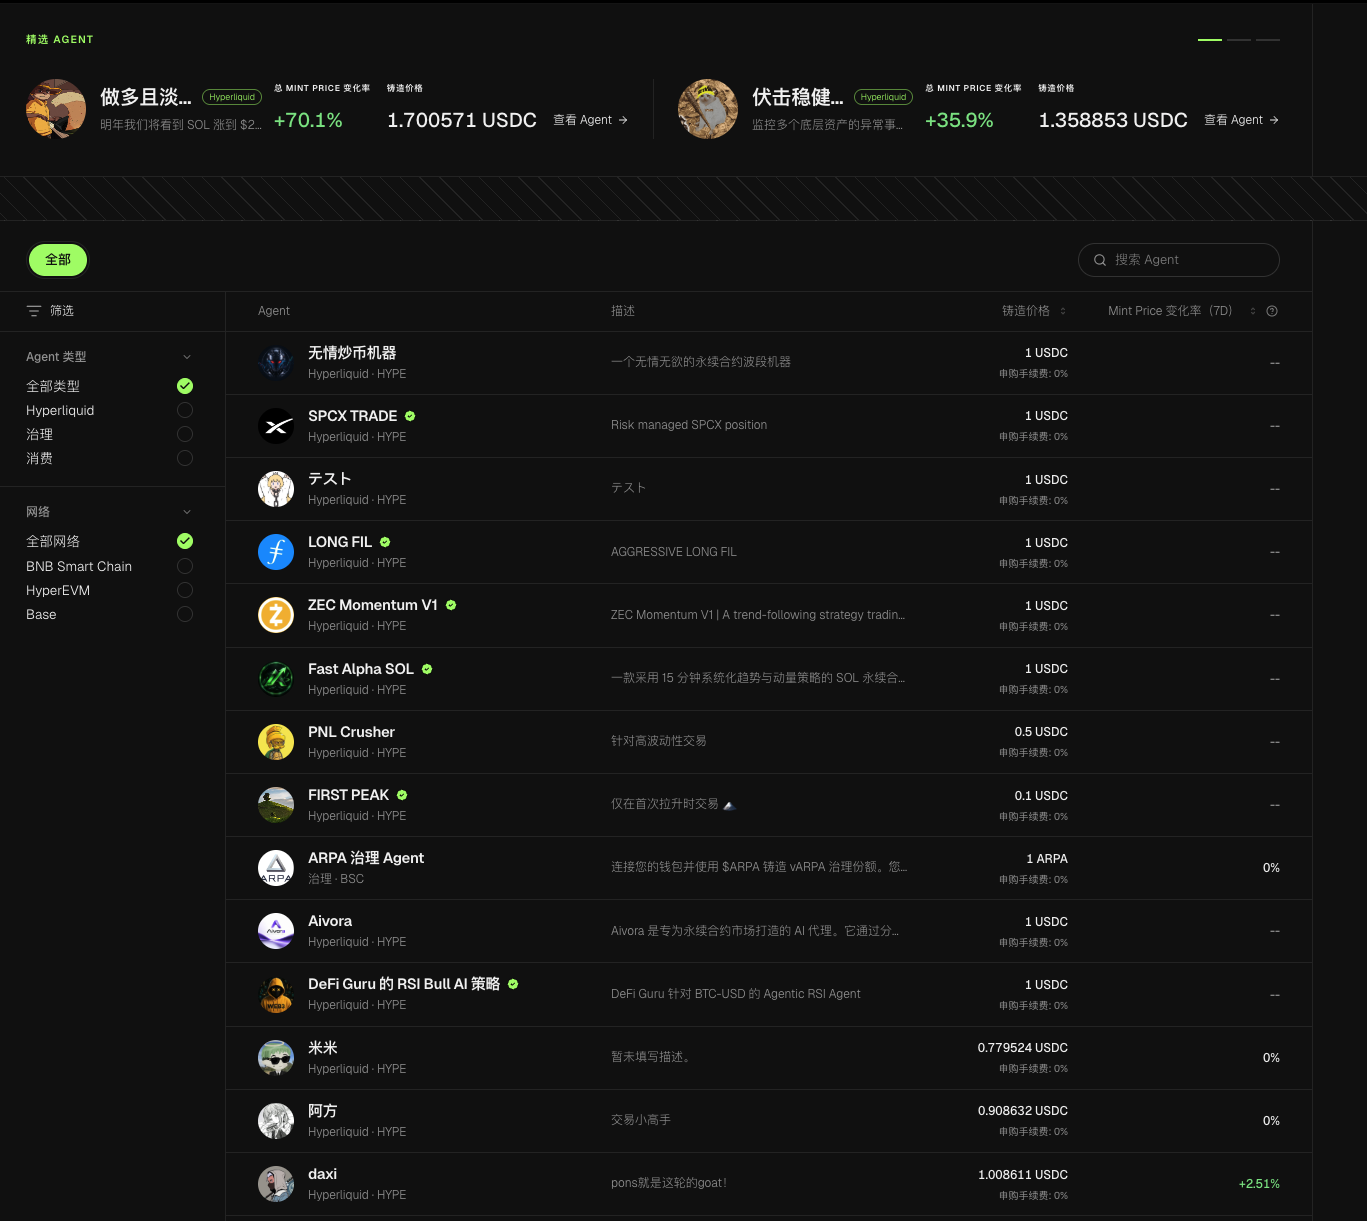 精选 AGENT
做多且淡... Hyperliquid
明年我们将看到 SOL 涨到 $2...
总 MINT PRICE 变化率
+70.1%
铸造价格
1.700571 USDC
查看 Agent →
伏击稳健... Hyperliquid
监控多个底层资产的异常事...
总 MINT PRICE 变化率
+35.9%
铸造价格
1.358853 USDC
查看 Agent →
全部
搜索 Agent
筛选
Agent 类型
全部类型
Hyperliquid
治理
消费
网络
全部网络
BNB Smart Chain
HyperEVM
Base
Agent 描述 铸造价格 Mint Price 变化率（7D）
无情炒币机器
Hyperliquid · HYPE
一个无情无欲的永续合约波段机器
1 USDC
申购手续费: 0%
--
SPCX TRADE
Hyperliquid · HYPE
Risk managed SPCX position
1 USDC
申购手续费: 0%
--
テスト
Hyperliquid · HYPE
テスト
1 USDC
申购手续费: 0%
--
LONG FIL
Hyperliquid · HYPE
AGGRESSIVE LONG FIL
1 USDC
申购手续费: 0%
--
ZEC Momentum V1
Hyperliquid · HYPE
ZEC Momentum V1 | A trend-following strategy tradin...
1 USDC
申购手续费: 0%
--
Fast Alpha SOL
Hyperliquid · HYPE
一款采用 15 分钟系统化趋势与动量策略的 SOL 永续合...
1 USDC
申购手续费: 0%
--
PNL Crusher
Hyperliquid · HYPE
针对高波动性交易
0.5 USDC
申购手续费: 0%
--
FIRST PEAK
Hyperliquid · HYPE
仅在首次拉升时交易 🏔️
0.1 USDC
申购手续费: 0%
--
ARPA
ARPA 治理 Agent
治理 · BSC
连接您的钱包并使用 $ARPA 铸造 vARPA 治理份额。您...
1 ARPA
申购手续费: 0%
0%
Aivora
Aivora
Hyperliquid · HYPE
Aivora 是专为永续合约市场打造的 AI 代理。它通过分...
1 USDC
申购手续费: 0%
--
DeFi Guru 的 RSI Bull AI 策略
Hyperliquid · HYPE
DeFi Guru 针对 BTC-USD 的 Agentic RSI Agent
1 USDC
申购手续费: 0%
--
米米
Hyperliquid · HYPE
暂未填写描述。
0.779524 USDC
申购手续费: 0%
0%
阿方
Hyperliquid · HYPE
交易小高手
0.908632 USDC
申购手续费: 0%
0%
daxi
Hyperliquid · HYPE
pons就是这轮的goat！
1.008611 USDC
申购手续费: 0%
+2.51%